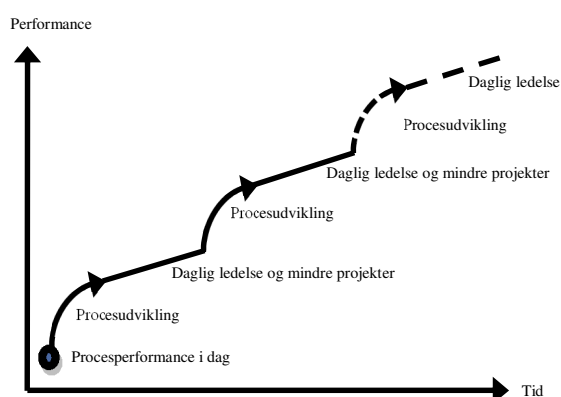 Performance
Daglig ledelse
Procesudvikling
Daglig ledelse og mindre projekter
Procesudvikling
Daglig ledelse og mindre projekter
Procesudvikling
Procesperformance i dag
Tid